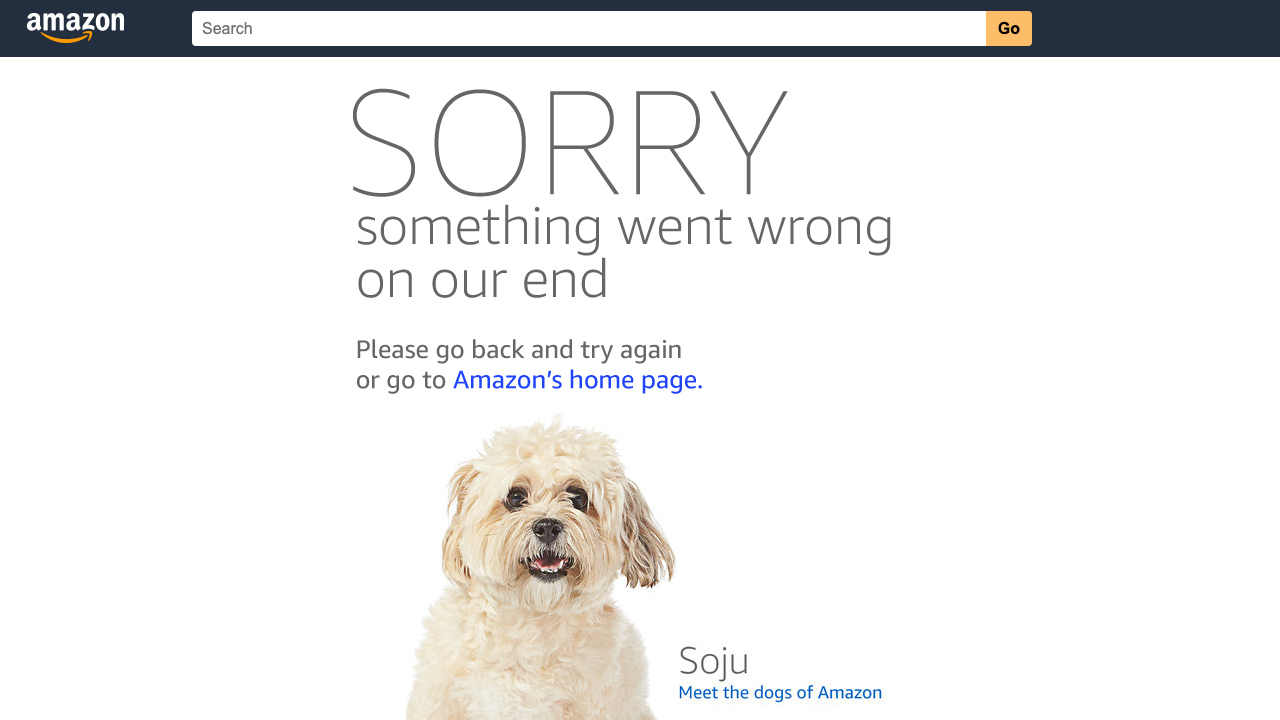 amazon
Search
Go
SORRY
something went wrong
on our end
Please go back and try again
or go to Amazon's home page.
Soju
Meet the dogs of Amazon